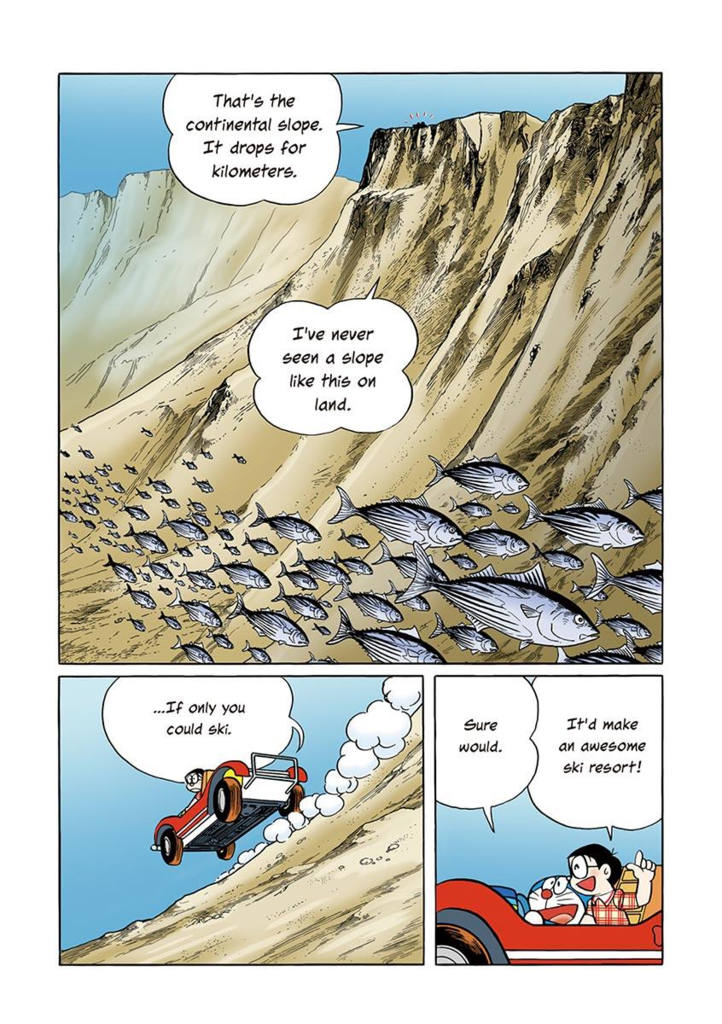 That's the
continental slope.
It drops for
kilometers.
I've never
seen a slope
like this on
land.
It'd make
an awesome
ski resort!
Sure
would.
...If only you
could ski.